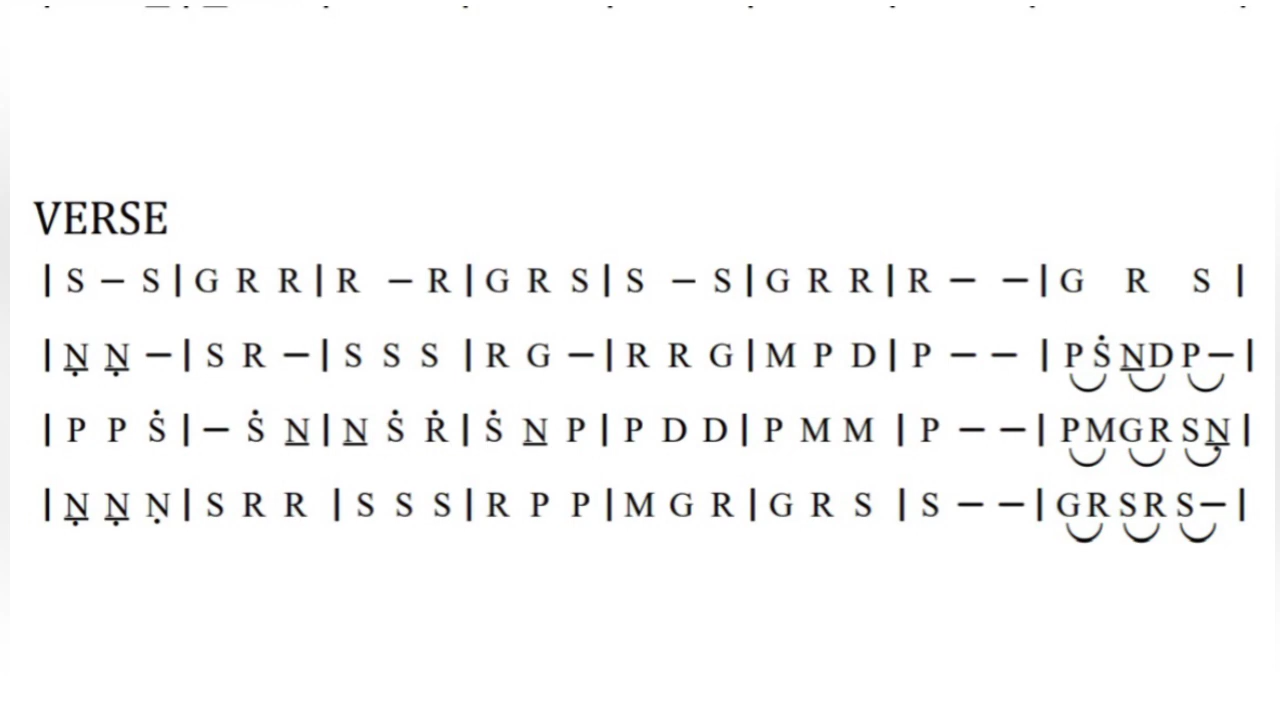 VERSE
| S – S | G R R | R – R | G R S | S – S | G R R | R – – | G R S |
| Ṇ̲ Ṇ̲ – | S R – | S S S | R G – | R R G | M P D | P – – | P Ṡ N̲ D P – |
| P P Ṡ | – Ṡ N̲ | N̲ Ṡ Ṙ | Ṡ N̲ P | P D D | P M M | P – – | P M G R S Ṇ̲ |
| Ṇ̲ Ṇ̲ Ṇ | S R R | S S S | R P P | M G R | G R S | S – – | G R S R S – |